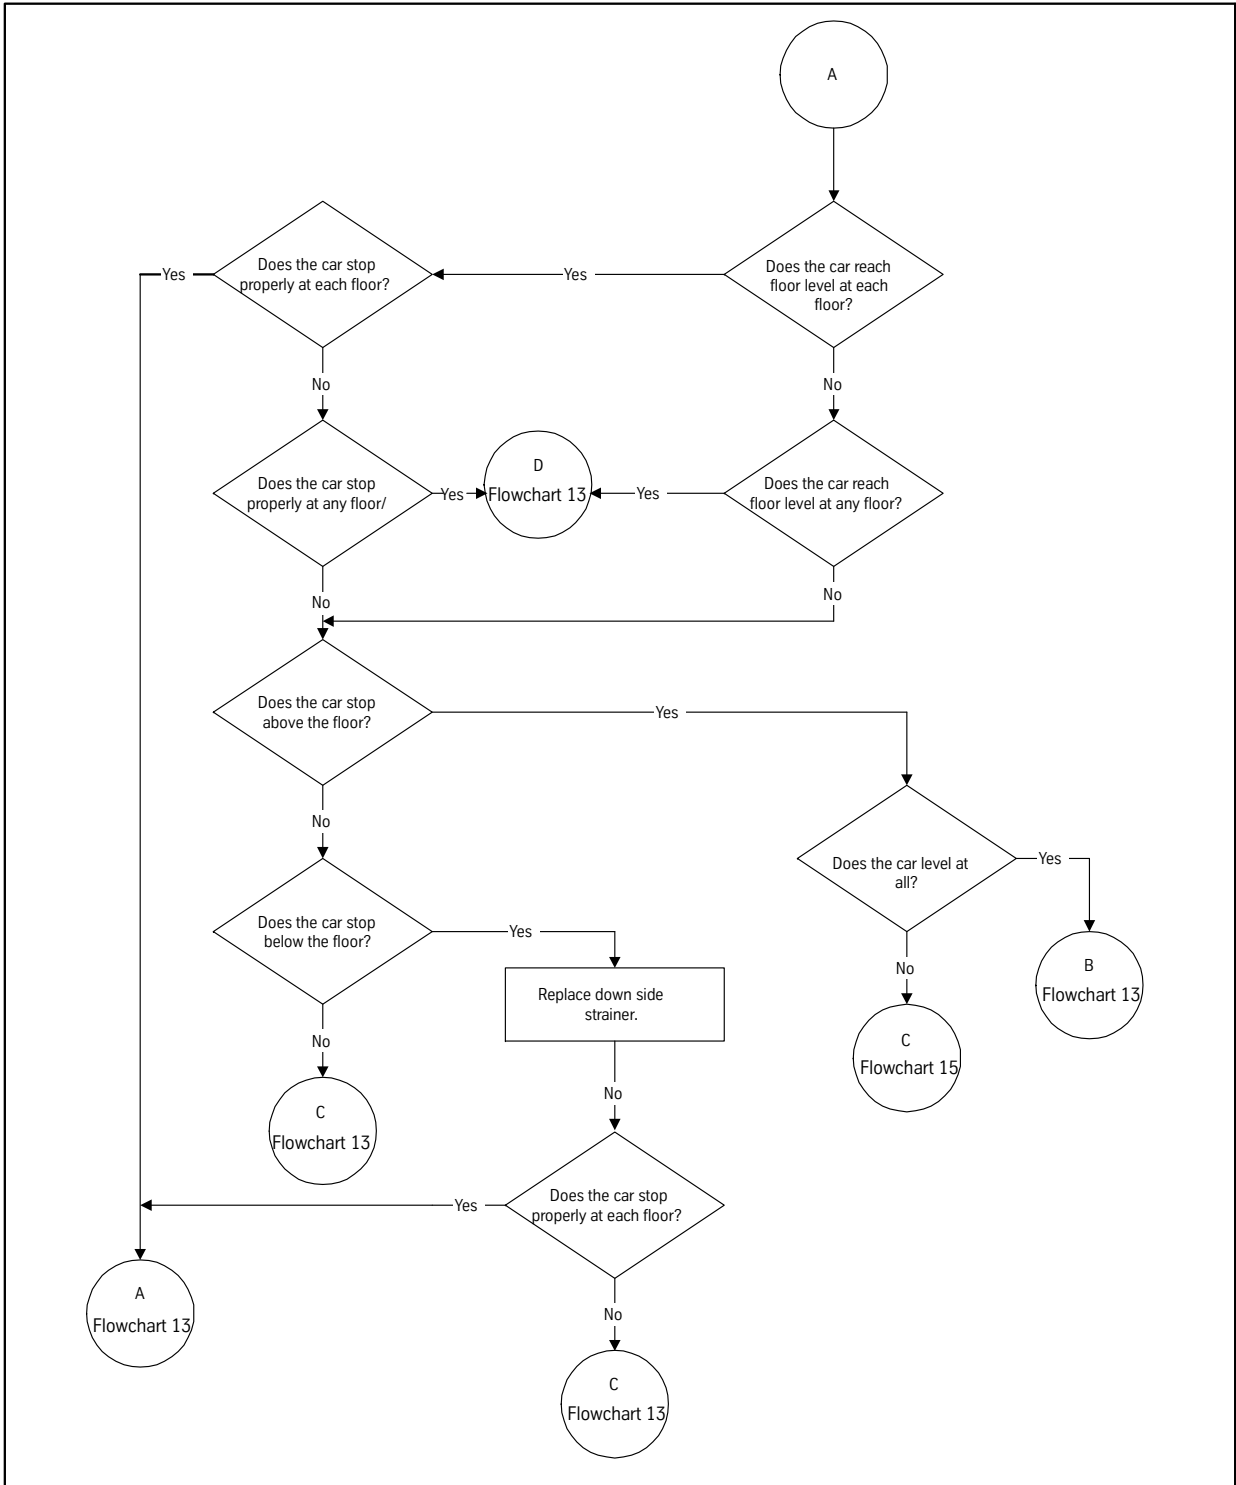 A
Does the car stop
properly at each floor?
Does the car reach
floor level at each
floor?
Yes
Yes
No
No
Does the car stop
properly at any floor/
Yes
D
Flowchart 13
Yes
Does the car reach
floor level at any floor?
No
No
Does the car stop
above the floor?
Yes
No
Does the car level at
all?
Yes
Does the car stop
below the floor?
Yes
No
B
Flowchart 13
Replace down side
strainer.
No
C
Flowchart 13
C
Flowchart 15
No
Does the car stop
properly at each floor?
Yes
A
Flowchart 13
No
C
Flowchart 13